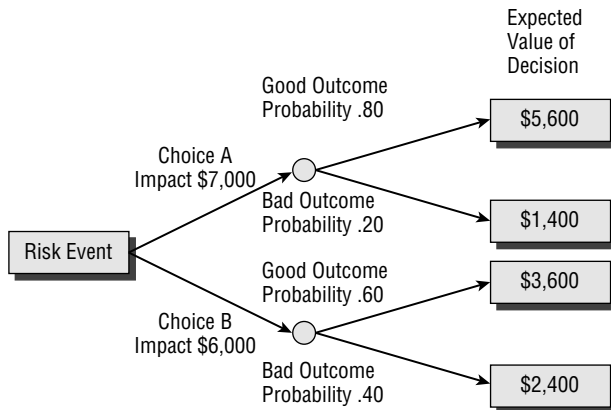 Expected
Value of
Decision
Good Outcome
Probability .80
$5,600
Choice A
Impact $7,000
Bad Outcome
Probability .20
$1,400
Risk Event
Good Outcome
Probability .60
$3,600
Choice B
Impact $6,000
Bad Outcome
Probability .40
$2,400